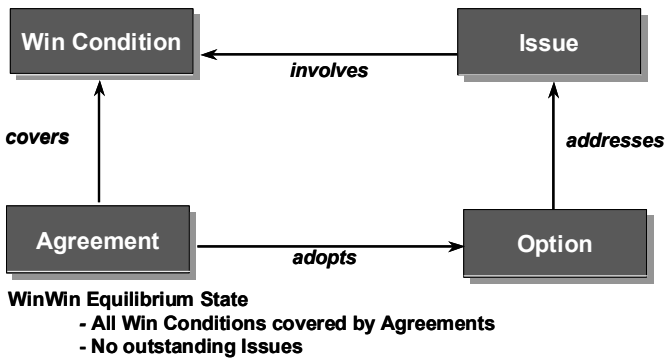 Win Condition
Issue
involves
covers
addresses
Agreement
Option
adopts
WinWin Equilibrium State
- All Win Conditions covered by Agreements
- No outstanding Issues